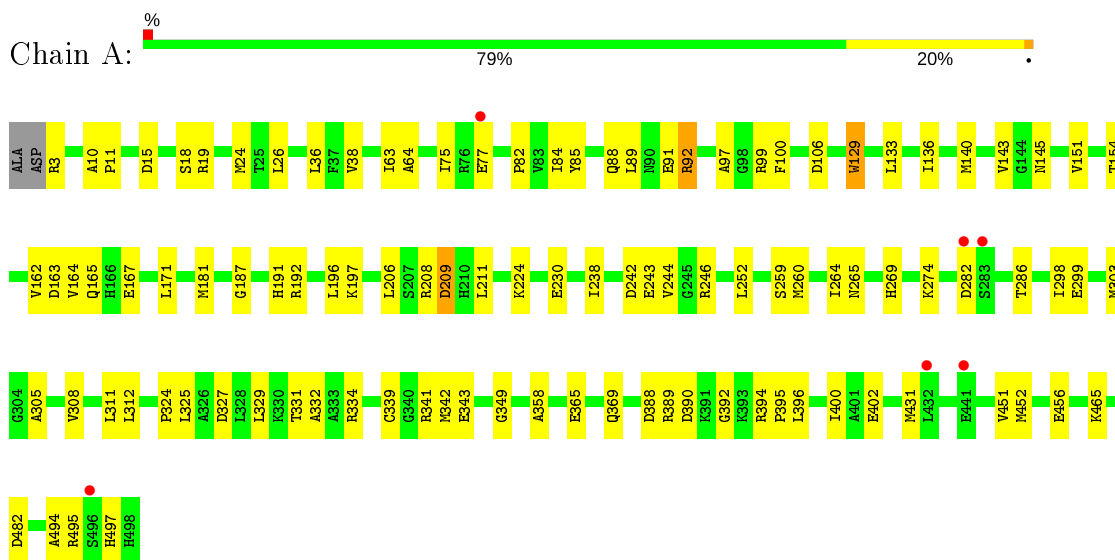 %
Chain A:
79% 20% •
ALA ASP R3 A10 P11 D15 S18 R19 M24 T25 L26 L36 F37 V38 I63 A64 I75 R76 E77 P82 V83 I84 Y85 Q88 L89 N90 E91 R92 A97 G98 R99 F100 D106 W129 L133 I136 M140 V143 G144 N145 V151 T154
V162 D163 V164 Q165 H166 E167 L171 M181 G187 H191 R192 L196 K197 L206 S207 R208 D209 H210 L211 K224 E230 I238 D242 E243 V244 G245 R246 L252 S259 M260 I264 N265 H269 K274 D282 S283 T286 I298 E299 M303
G304 A305 V308 L311 L312 P324 L325 A326 D327 L328 L329 K330 T331 A332 A333 R334 C339 G340 R341 M342 E343 G349 A358 E365 Q369 D388 R389 D390 K391 G392 K393 R394 P395 L396 I400 A401 E402 M431 L432 E441 V451 M452 E456 K465
D482 A494 R495 S496 H497 H498